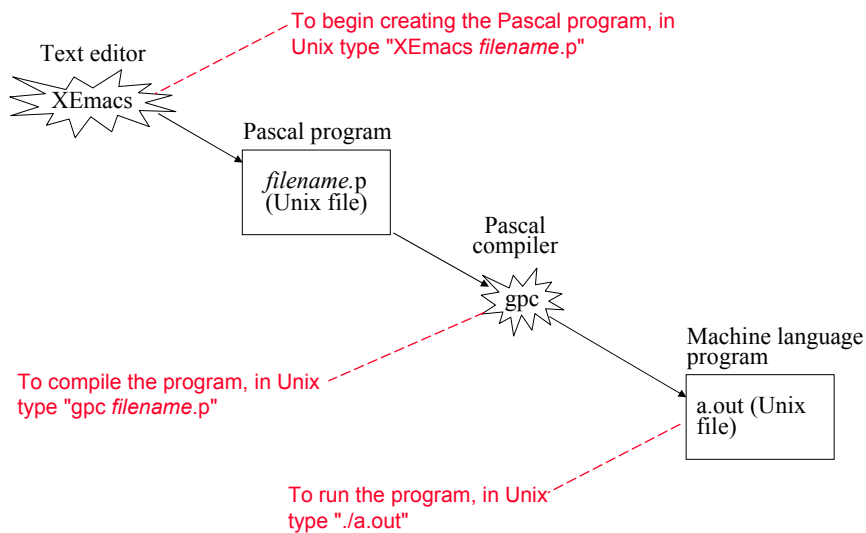 To begin creating the Pascal program, in
Unix type "XEmacs filename.p"
Text editor
XEmacs
Pascal program
filename.p
(Unix file)
Pascal
compiler
gpc
Machine language
program
a.out (Unix
file)
To compile the program, in Unix
type "gpc filename.p"
To run the program, in Unix
type "./a.out"